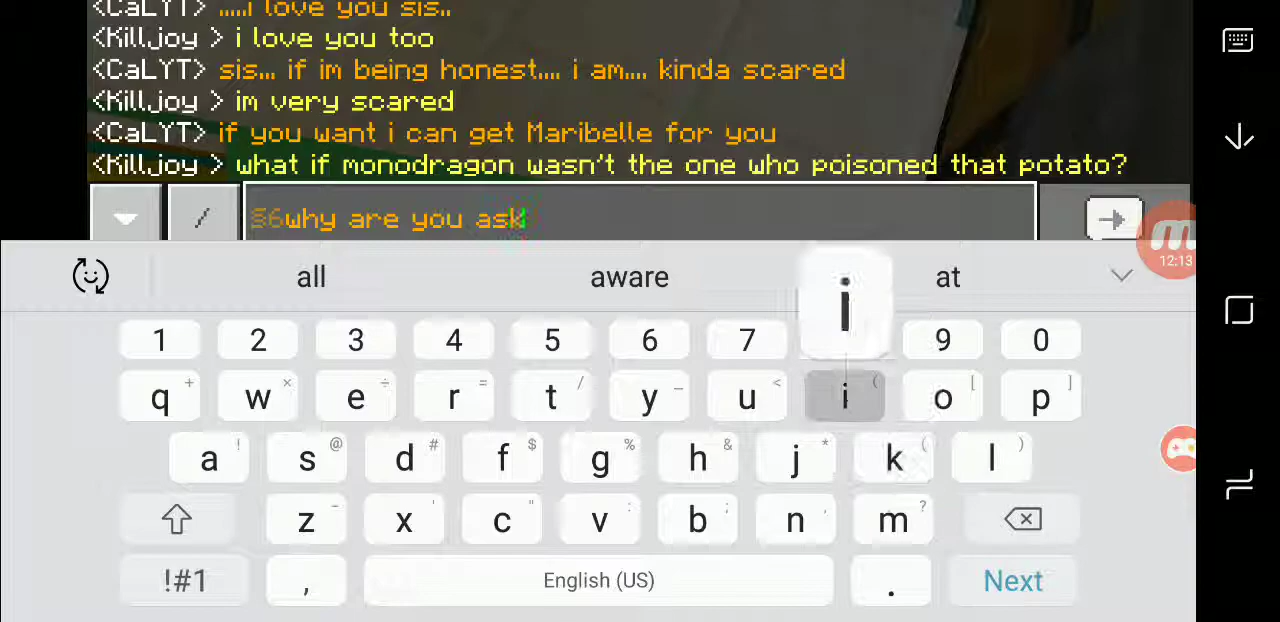 <CaLYT> .....i love you sis..
<Killjoy > i love you too
<CaLYT> sis... if im being honest.... i am.... kinda scared
<Killjoy > im very scared
<CaLYT> if you want i can get Maribelle for you
<Killjoy > what if monodragon wasn't the one who poisoned that potato?
/ §6why are you ask
12:13
all aware at
i
1 2 3 4 5 6 7 9 0
q + w × e ÷ r = t / y _ u < i ( o [ p ]
a ! s @ d # f $ g % h & j * k ( l )
z - x ' c " v : b ; n , m ?
!#1 , English (US) . Next